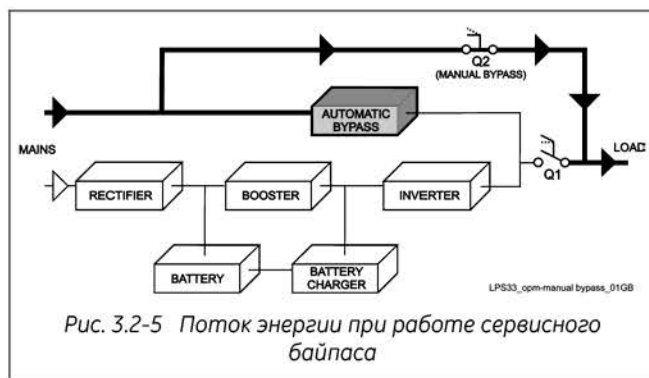 Q2
(MANUAL BYPASS)
AUTOMATIC
BYPASS
MAINS
LOAD
Q1
RECTIFIER
BOOSTER
INVERTER
BATTERY
BATTERY
CHARGER
LPS33_opm-manual bypass_01GB
Рис. 3.2-5 Поток энергии при работе сервисного
байпаса